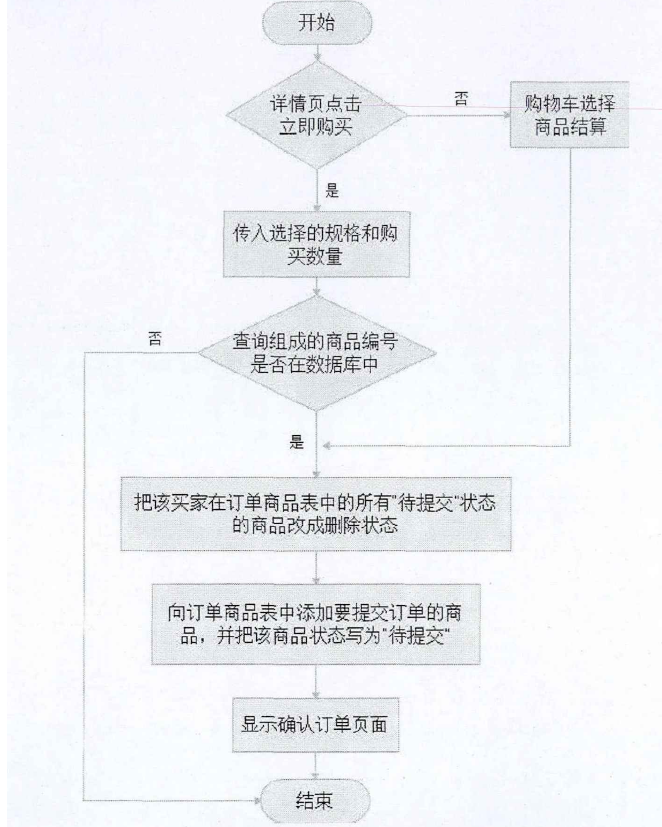 开始
详情页点击
立即购买
否
购物车选择
商品结算
是
传入选择的规格和购
买数量
否
查询组成的商品编号
是否在数据库中
是
把该买家在订单商品表中的所有"待提交"状态
的商品改成删除状态
向订单商品表中添加要提交订单的商
品，并把该商品状态写为"待提交"
显示确认订单页面
结束